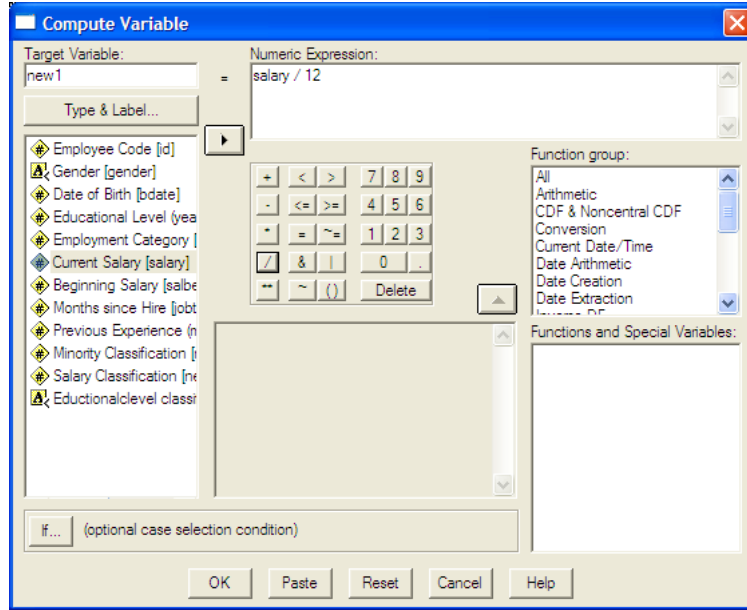 Compute Variable
Target Variable:
new1
=
Numeric Expression:
salary / 12
Type & Label...
Employee Code [id]
Gender [gender]
Date of Birth [bdate]
Educational Level (yea
Employment Category [
Current Salary [salary]
Beginning Salary [salbe
Months since Hire [jobt
Previous Experience (m
Minority Classification [
Salary Classification [ne
Eductionalclevel classif
+ < > 7 8 9
- <= >= 4 5 6
* = ~= 1 2 3
/ & | 0 .
** ~ () Delete
Function group:
All
Arithmetic
CDF & Noncentral CDF
Conversion
Current Date/Time
Date Arithmetic
Date Creation
Date Extraction
Functions and Special Variables:
If... (optional case selection condition)
OK Paste Reset Cancel Help